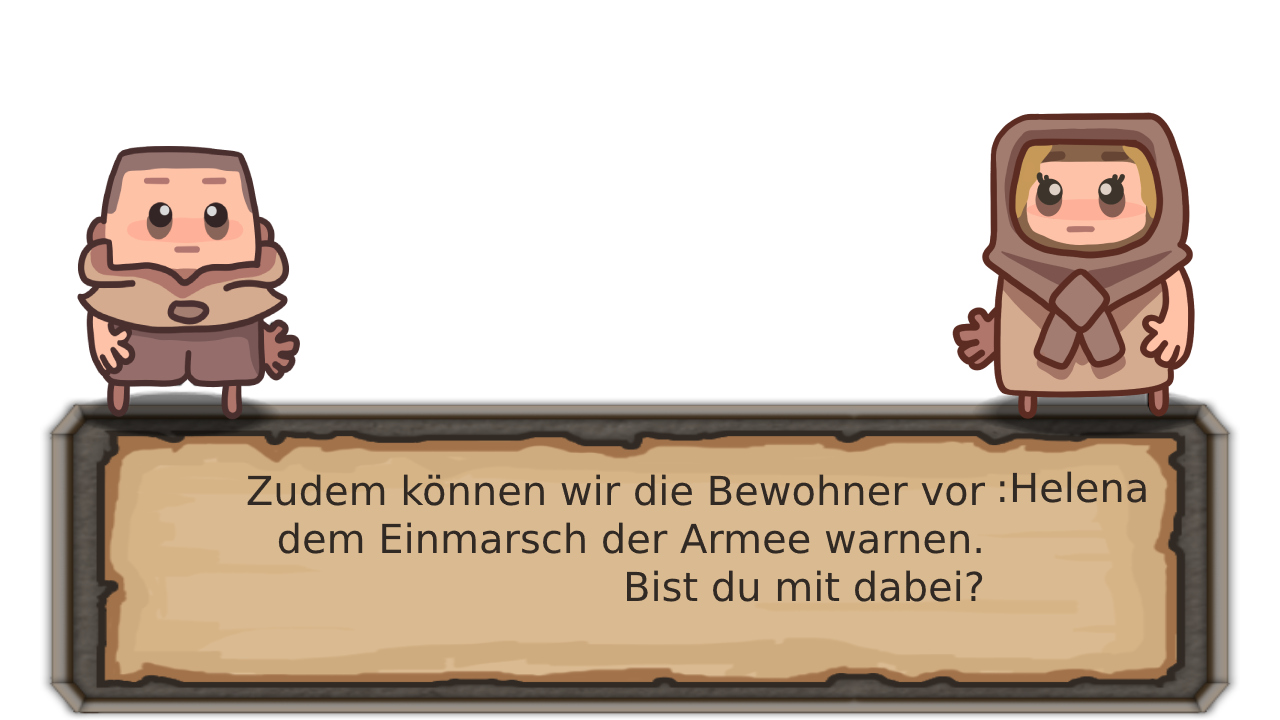 Zudem können wir die Bewohner vor :Helena
dem Einmarsch der Armee warnen.
Bist du mit dabei?